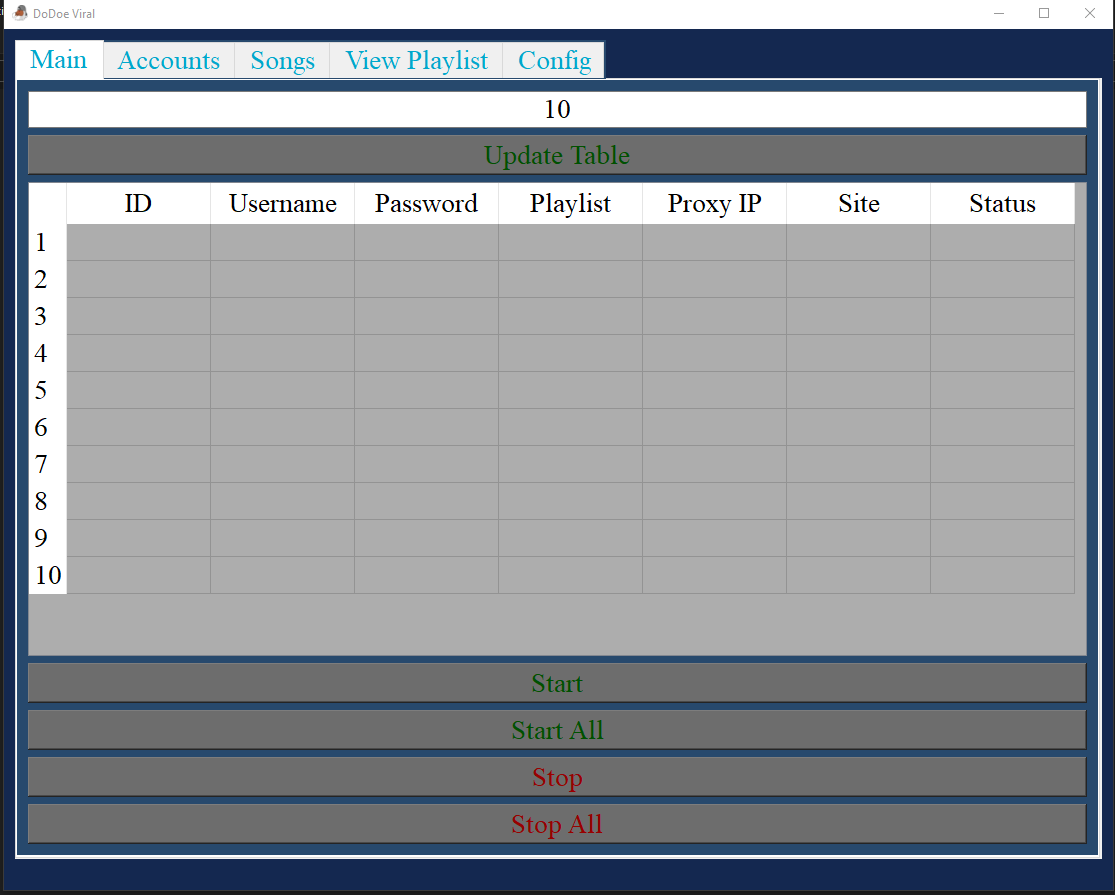 DoDoe Viral
Main Accounts Songs View Playlist Config
10
Update Table
ID Username Password Playlist Proxy IP Site Status
1
2
3
4
5
6
7
8
9
10
Start
Start All
Stop
Stop All